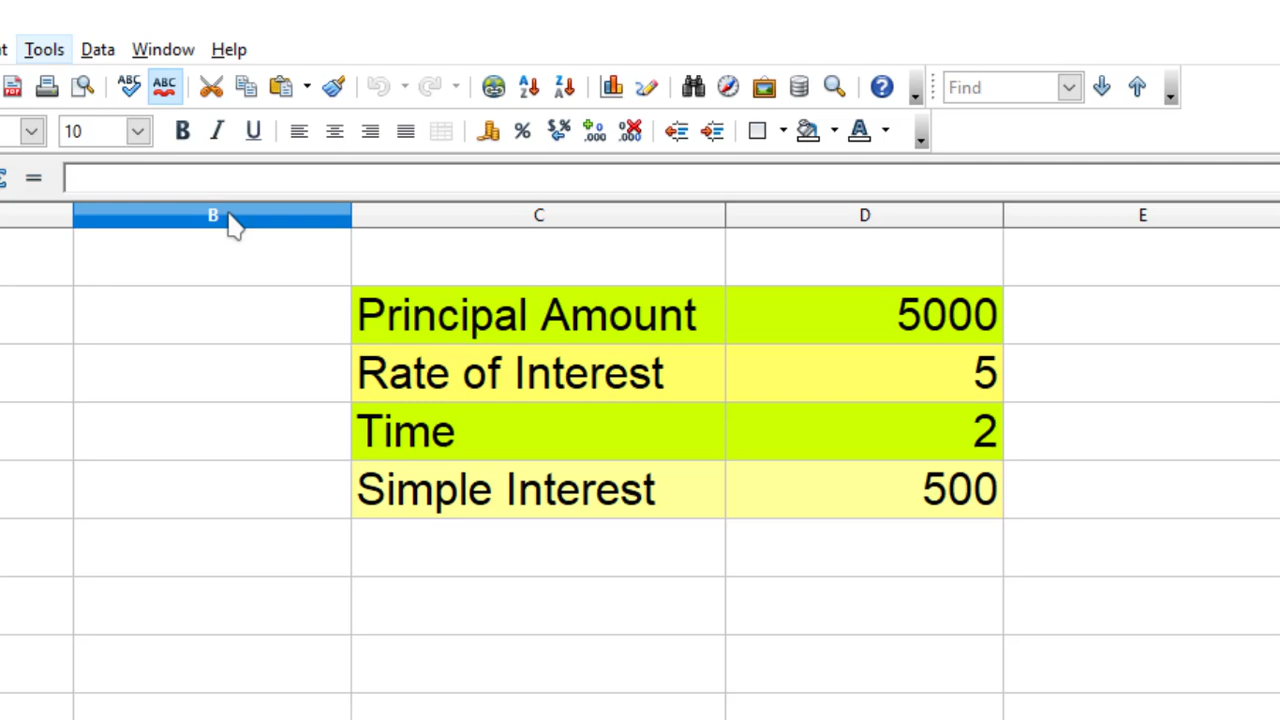 t Tools Data Window Help
Find
10 B I U A
=
B C D E
Principal Amount 5000
Rate of Interest 5
Time 2
Simple Interest 500